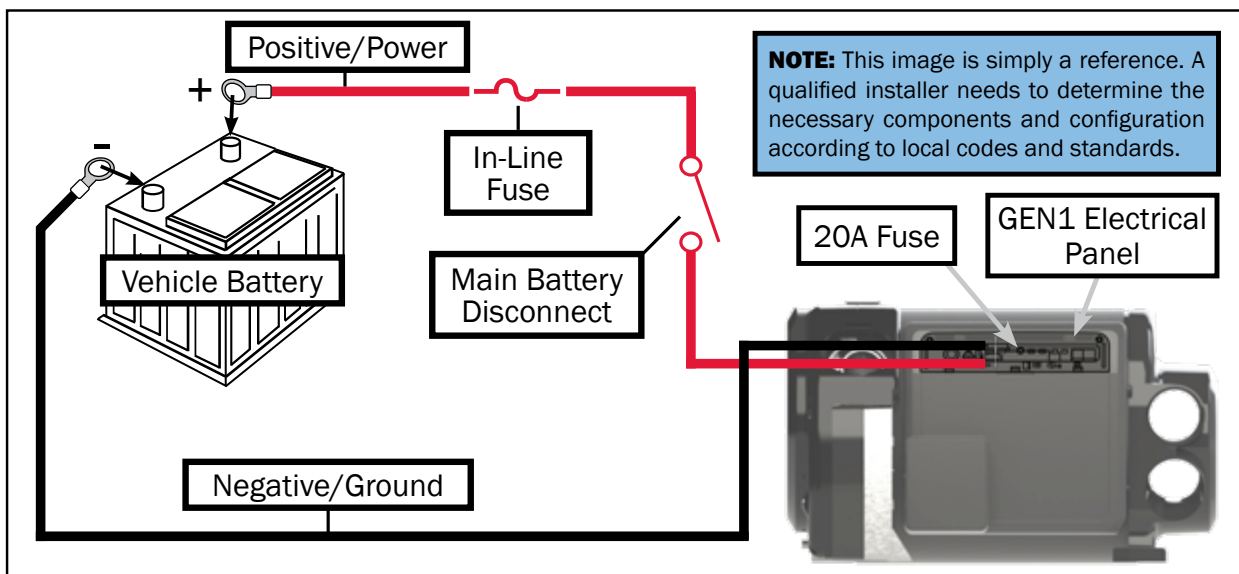 Positive/Power
NOTE: This image is simply a reference. A
qualified installer needs to determine the
necessary components and configuration
according to local codes and standards.
+
-
In-Line
Fuse
20A Fuse
GEN1 Electrical
Panel
Vehicle Battery
Main Battery
Disconnect
Negative/Ground